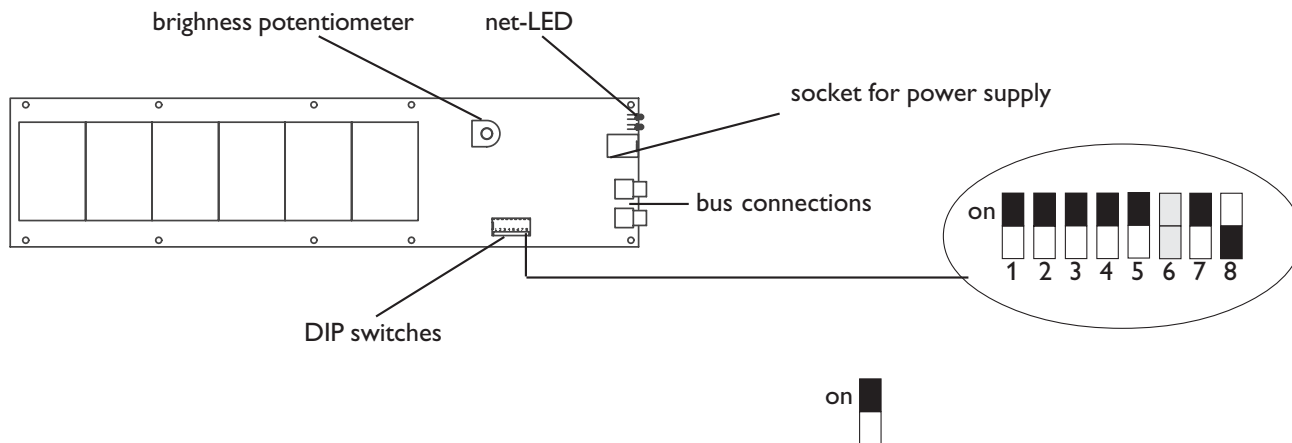 brighness potentiometer
net-LED
socket for power supply
bus connections
on
1 2 3 4 5 6 7 8
DIP switches
on